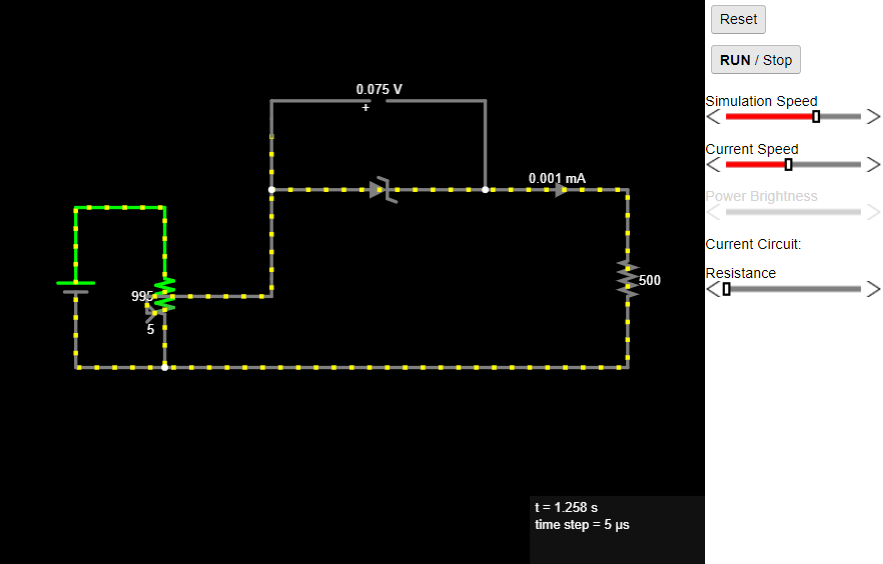 Reset
RUN / Stop
Simulation Speed
Current Speed
Power Brightness
Current Circuit:
Resistance
0.075 V
+
0.001 mA
995
5
500
t = 1.258 s
time step = 5 µs